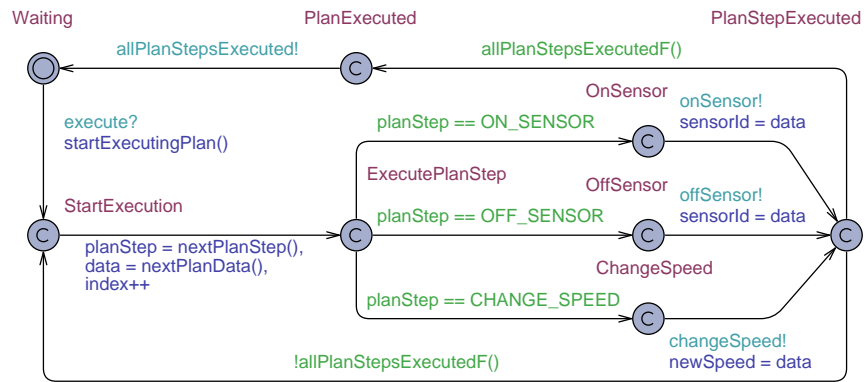 Waiting
PlanExecuted
PlanStepExecuted
allPlanStepsExecuted!
allPlanStepsExecutedF()
C
OnSensor
onSensor!
sensorId = data
execute?
startExecutingPlan()
planStep == ON_SENSOR
C
ExecutePlanStep
OffSensor
offSensor!
sensorId = data
StartExecution
planStep == OFF_SENSOR
C
C
C
C
planStep = nextPlanStep(),
data = nextPlanData(),
index++
ChangeSpeed
planStep == CHANGE_SPEED
C
changeSpeed!
newSpeed = data
!allPlanStepsExecutedF()